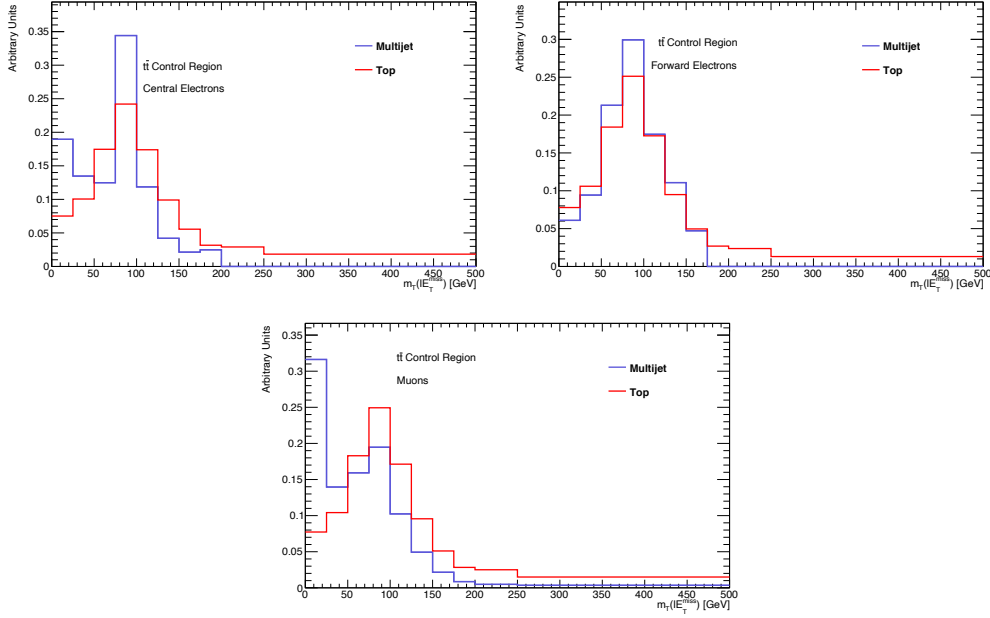 Arbitrary Units
0.35
0.3
0.25
0.2
0.15
0.1
0.05
0
tt̄ Control Region
Central Electrons
Multijet
Top
0 50 100 150 200 250 300 350 400 450 500
m_T(lE_T^miss) [GeV]
Arbitrary Units
0.3
0.25
0.2
0.15
0.1
0.05
0
tt̄ Control Region
Forward Electrons
Multijet
Top
0 50 100 150 200 250 300 350 400 450 500
m_T(lE_T^miss) [GeV]
Arbitrary Units
0.35
0.3
0.25
0.2
0.15
0.1
0.05
0
tt̄ Control Region
Muons
Multijet
Top
0 50 100 150 200 250 300 350 400 450 500
m_T(lE_T^miss) [GeV]